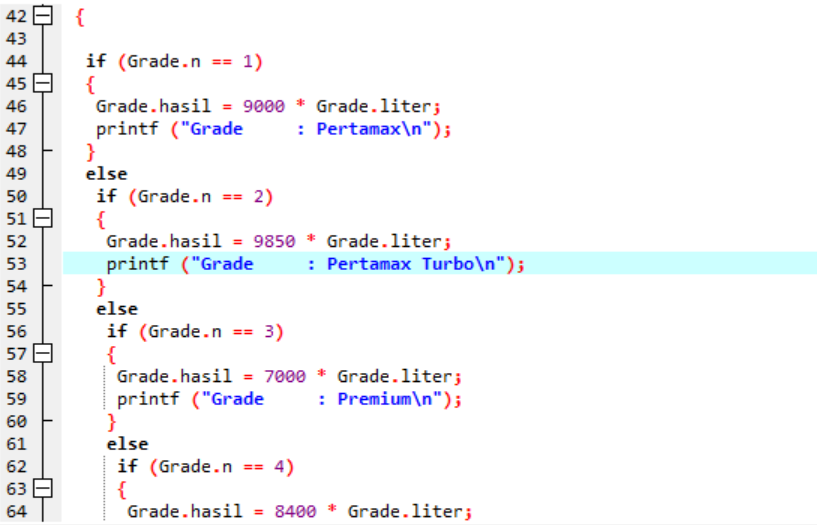 42 {
43
44 if (Grade.n == 1)
45 {
46 Grade.hasil = 9000 * Grade.liter;
47 printf ("Grade     : Pertamax\n");
48 }
49 else
50 if (Grade.n == 2)
51 {
52 Grade.hasil = 9850 * Grade.liter;
53 printf ("Grade     : Pertamax Turbo\n");
54 }
55 else
56 if (Grade.n == 3)
57 {
58 Grade.hasil = 7000 * Grade.liter;
59 printf ("Grade     : Premium\n");
60 }
61 else
62 if (Grade.n == 4)
63 {
64 Grade.hasil = 8400 * Grade.liter;